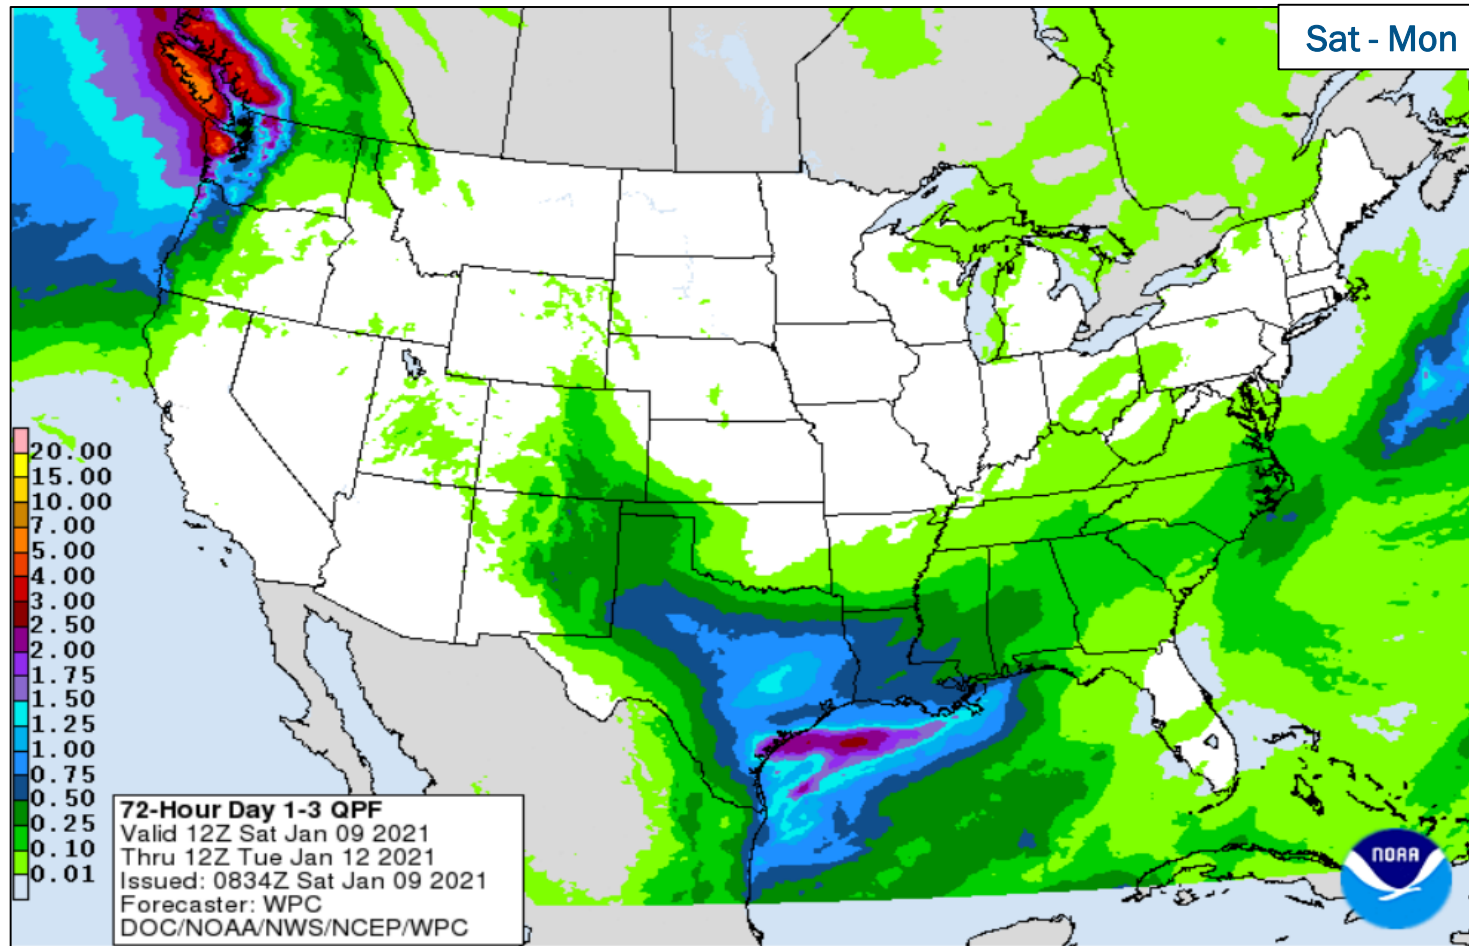 Sat - Mon
20.00
15.00
10.00
7.00
5.00
4.00
3.00
2.50
2.00
1.75
1.50
1.25
1.00
0.75
0.50
0.25
0.10
0.01
72-Hour Day 1-3 QPF
Valid 12Z Sat Jan 09 2021
Thru 12Z Tue Jan 12 2021
Issued: 0834Z Sat Jan 09 2021
Forecaster: WPC
DOC/NOAA/NWS/NCEP/WPC
NOAA